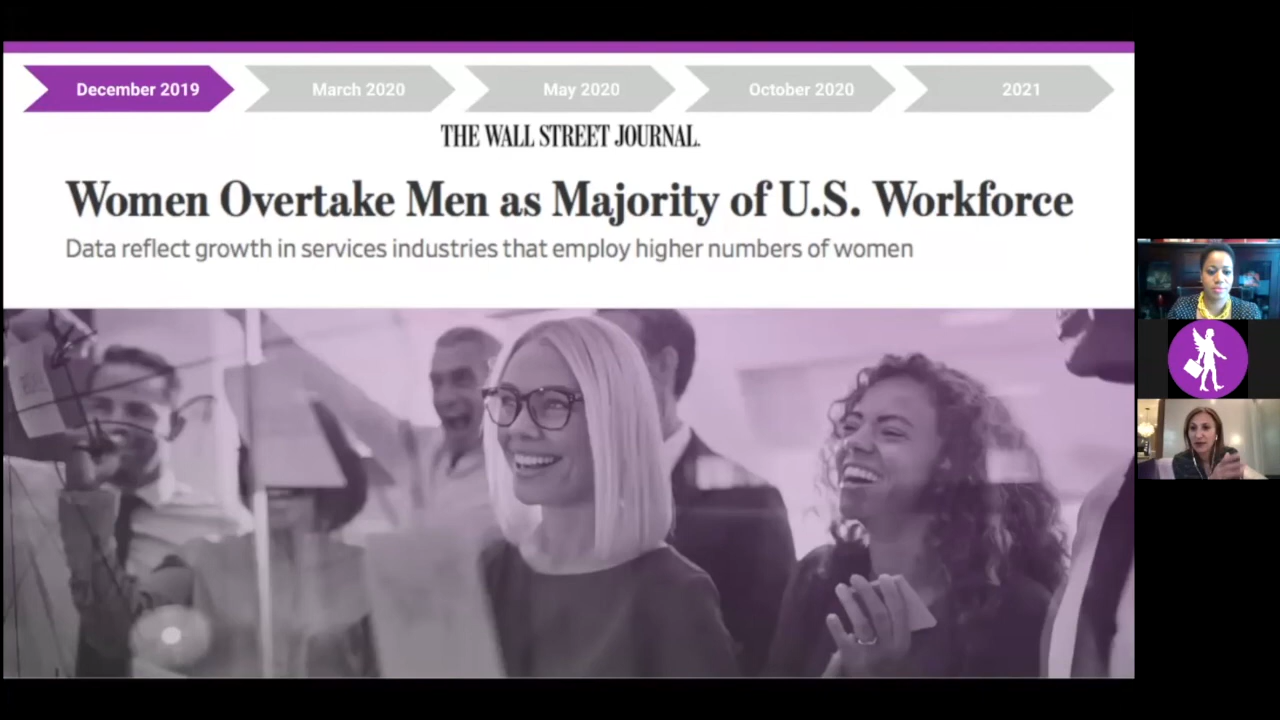 December 2019
March 2020
May 2020
October 2020
2021
THE WALL STREET JOURNAL.
Women Overtake Men as Majority of U.S. Workforce
Data reflect growth in services industries that employ higher numbers of women